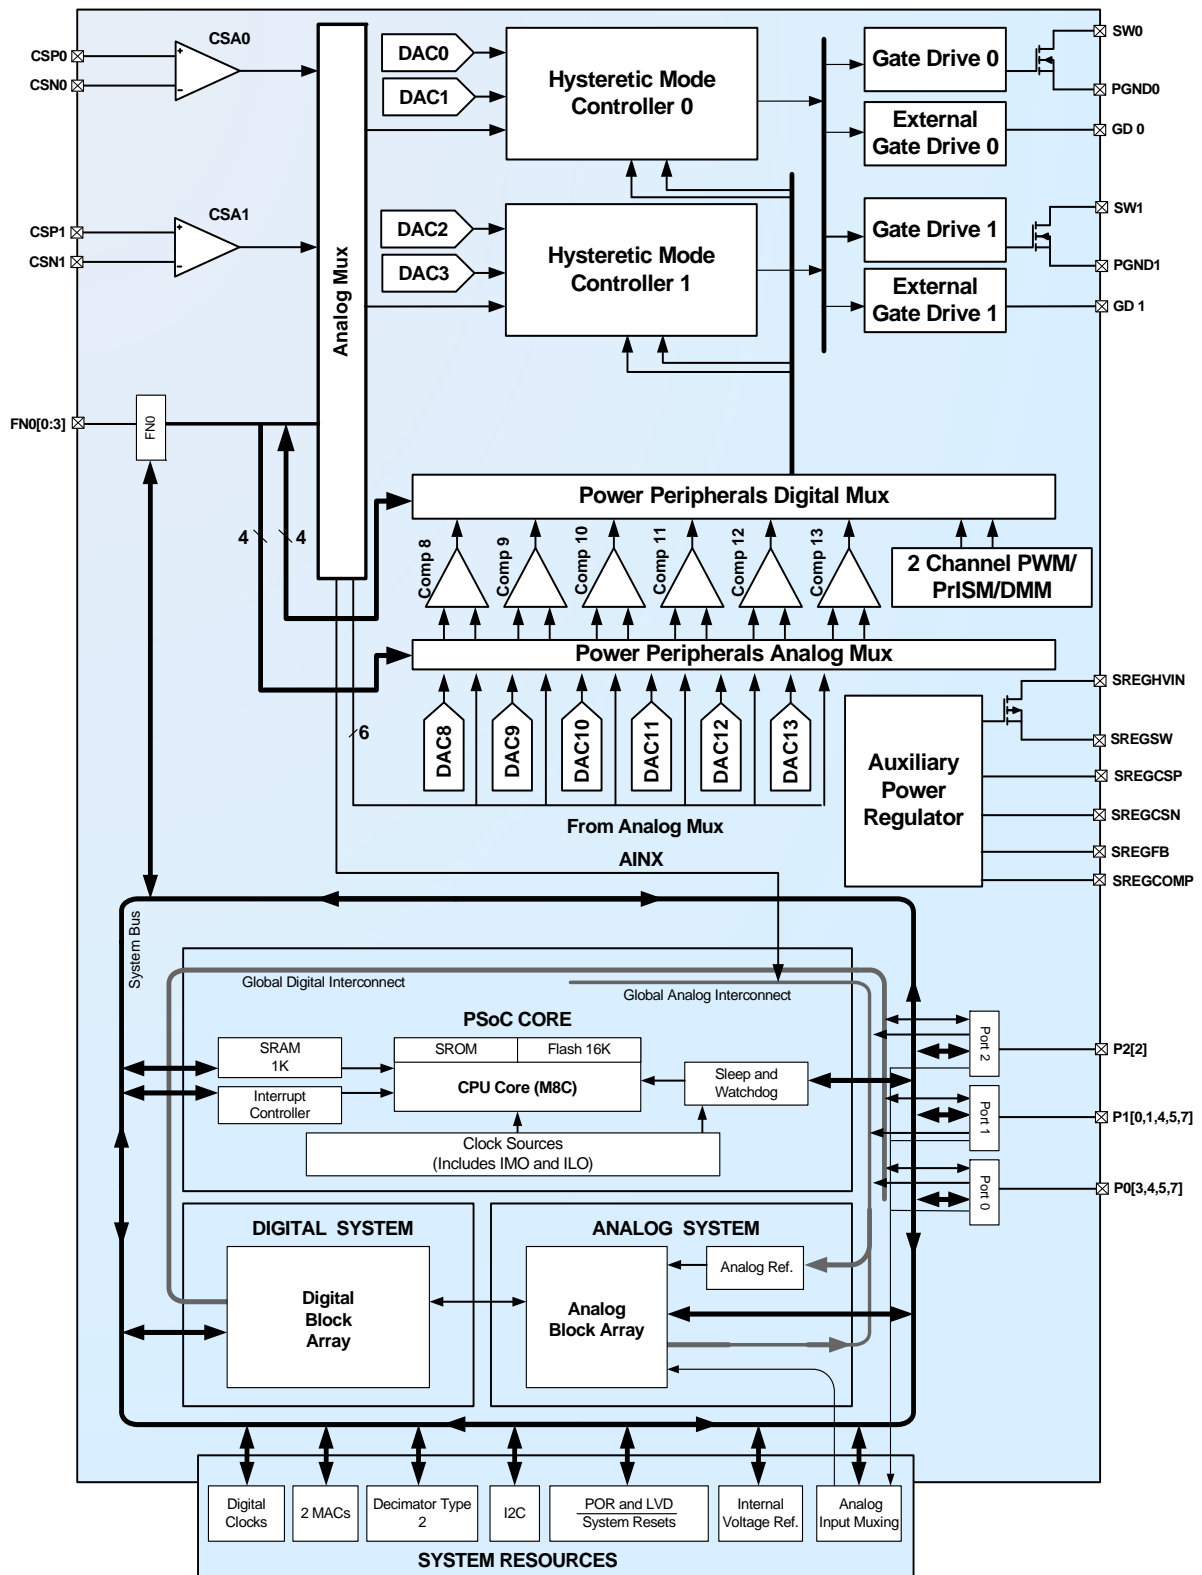 CSP0
CSN0
CSA0
CSP1
CSN1
CSA1
Analog Mux
DAC0
DAC1
Hysteretic Mode
Controller 0
DAC2
DAC3
Hysteretic Mode
Controller 1
Gate Drive 0
External
Gate Drive 0
Gate Drive 1
External
Gate Drive 1
SW0
PGND0
GD 0
SW1
PGND1
GD 1
FN0[0:3]
FN0
4
4
Power Peripherals Digital Mux
Comp 8
Comp 9
Comp 10
Comp 11
Comp 12
Comp 13
2 Channel PWM/
PrISM/DMM
Power Peripherals Analog Mux
6
DAC8
DAC9
DAC10
DAC11
DAC12
DAC13
From Analog Mux
AINX
Auxiliary
Power
Regulator
SREGHVIN
SREGSW
SREGCSP
SREGCSN
SREGFB
SREGCOMP
System Bus
Global Digital Interconnect
Global Analog Interconnect
PSoC CORE
SRAM
1K
Interrupt
Controller
SROM
Flash 16K
CPU Core (M8C)
Sleep and
Watchdog
Clock Sources
(Includes IMO and ILO)
Port 2
P2[2]
Port 1
P1[0,1,4,5,7]
Port 0
P0[3,4,5,7]
DIGITAL SYSTEM
Digital
Block
Array
ANALOG SYSTEM
Analog
Block Array
Analog Ref.
Digital
Clocks
2 MACs
Decimator Type
2
I2C
POR and LVD
System Resets
Internal
Voltage Ref.
Analog
Input Muxing
SYSTEM RESOURCES